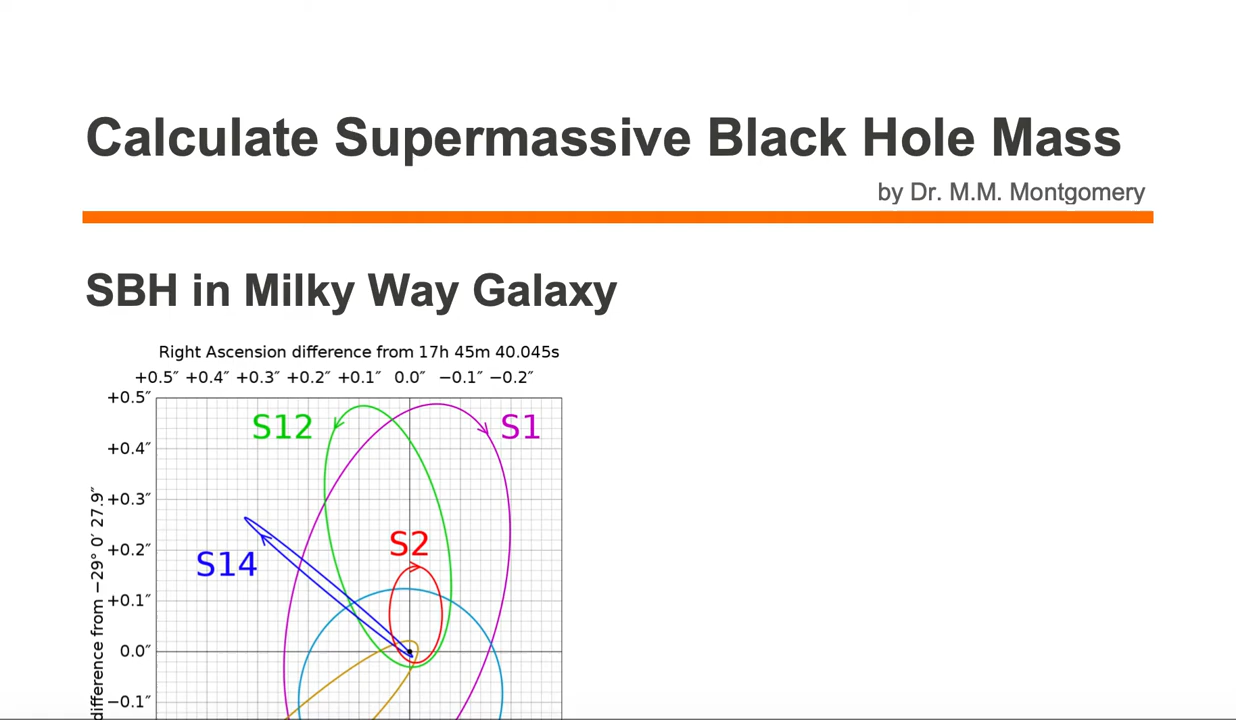 Calculate Supermassive Black Hole Mass
by Dr. M.M. Montgomery
SBH in Milky Way Galaxy
Right Ascension difference from 17h 45m 40.045s
+0.5″ +0.4″ +0.3″ +0.2″ +0.1″ 0.0″ −0.1″ −0.2″
+0.5″
S12
S1
+0.4″
+0.3″
S2
+0.2″
S14
+0.1″
0.0″
−0.1″
difference from −29° 0′ 27.9″